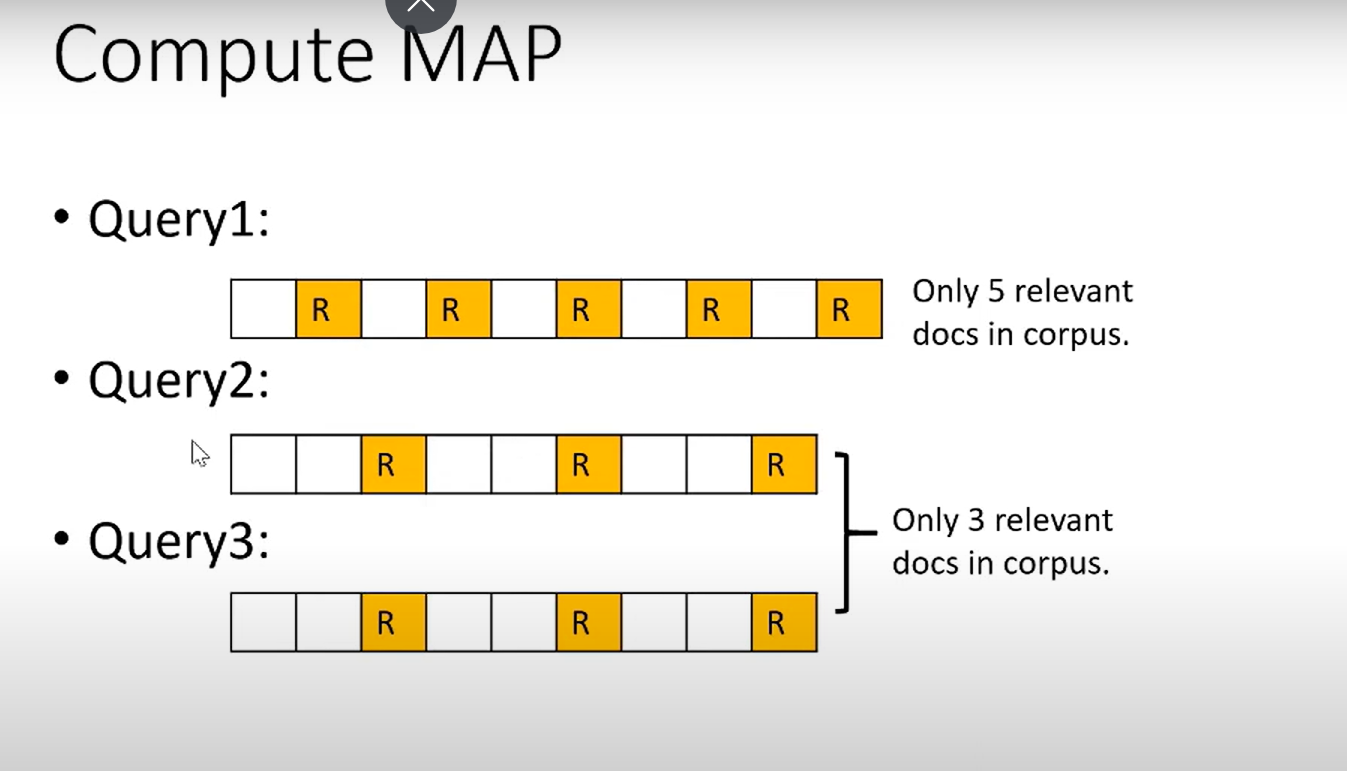 Compute MAP
• Query1:
R R R R R
Only 5 relevant
docs in corpus.
• Query2:
R R R
Only 3 relevant
docs in corpus.
• Query3:
R R R